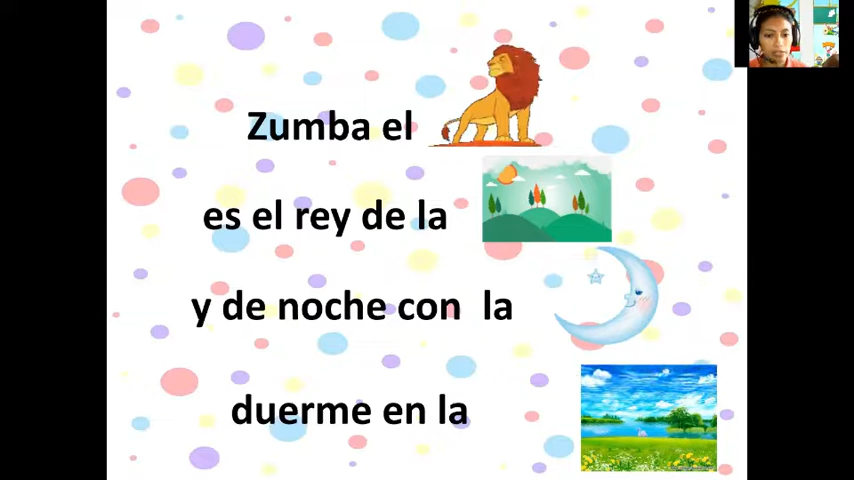 Zumba el
es el rey de la
y de noche con la
duerme en la